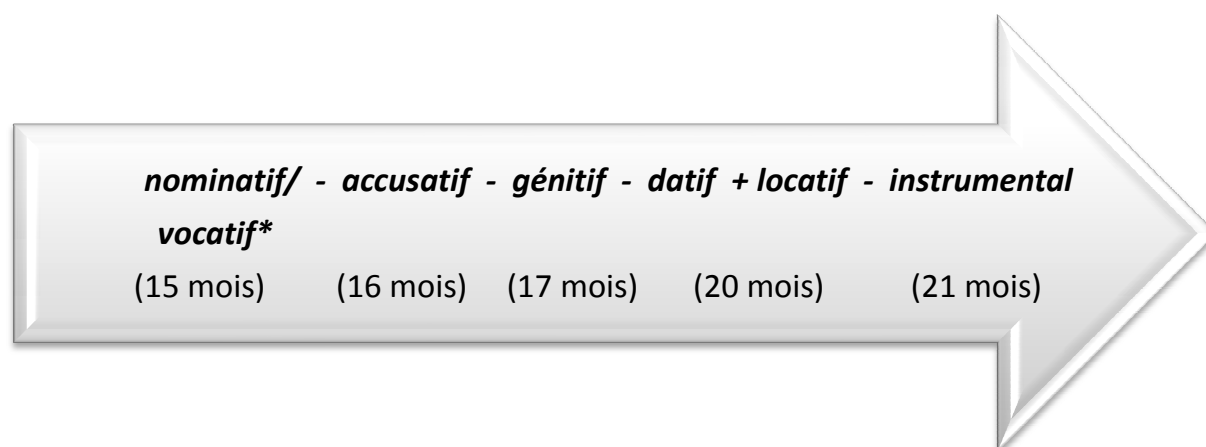 nominatif/ - accusatif - génitif - datif + locatif - instrumental
vocatif*
(15 mois) (16 mois) (17 mois) (20 mois) (21 mois)